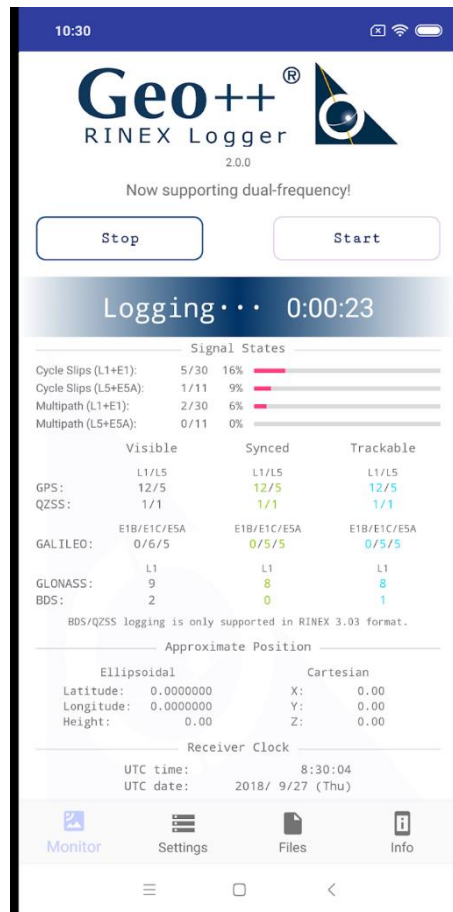 10:30
Geo++®
RINEX Logger
2.0.0
Now supporting dual-frequency!
Stop Start
Logging··· 0:00:23
Signal States
Cycle Slips (L1+E1): 5/30 16%
Cycle Slips (L5+E5A): 1/11 9%
Multipath (L1+E1): 2/30 6%
Multipath (L5+E5A): 0/11 0%
Visible Synced Trackable
L1/L5 L1/L5 L1/L5
GPS: 12/5 12/5 12/5
QZSS: 1/1 1/1 1/1
E1B/E1C/E5A E1B/E1C/E5A E1B/E1C/E5A
GALILEO: 0/6/5 0/5/5 0/5/5
L1 L1 L1
GLONASS: 9 8 8
BDS: 2 0 1
BDS/QZSS logging is only supported in RINEX 3.03 format.
Approximate Position
Ellipsoidal Cartesian
Latitude: 0.0000000 X: 0.00
Longitude: 0.0000000 Y: 0.00
Height: 0.00 Z: 0.00
Receiver Clock
UTC time: 8:30:04
UTC date: 2018/ 9/27 (Thu)
Monitor Settings Files Info